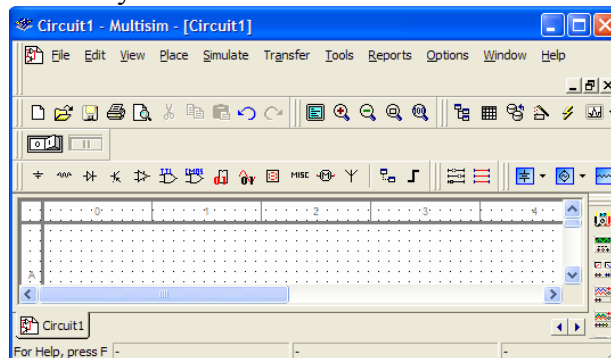 Circuit1 - Multisim - [Circuit1]
File Edit View Place Simulate Transfer Tools Reports Options Window Help
TTL CMOS MISC
0 1 2 3 4
A
Circuit1
For Help, press F - - -